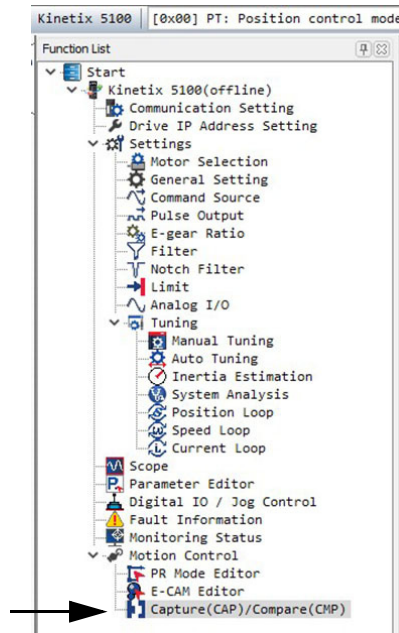 Kinetix 5100 [0x00] PT: Position control mode
Function List
Start
Kinetix 5100(offline)
Communication Setting
Drive IP Address Setting
Settings
Motor Selection
General Setting
Command Source
Pulse Output
E-gear Ratio
Filter
Notch Filter
Limit
Analog I/O
Tuning
Manual Tuning
Auto Tuning
Inertia Estimation
System Analysis
Position Loop
Speed Loop
Current Loop
Scope
Parameter Editor
Digital IO / Jog Control
Fault Information
Monitoring Status
Motion Control
PR Mode Editor
E-CAM Editor
Capture(CAP)/Compare(CMP)